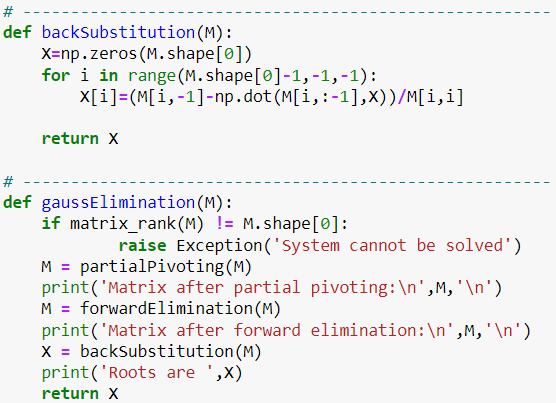 # -------------------------------------------------------
def backSubstitution(M):
    X=np.zeros(M.shape[0])
    for i in range(M.shape[0]-1,-1,-1):
        X[i]=(M[i,-1]-np.dot(M[i,:-1],X))/M[i,i]
    return X
# -------------------------------------------------------
def gaussElimination(M):
    if matrix_rank(M) != M.shape[0]:
            raise Exception('System cannot be solved')
    M = partialPivoting(M)
    print('Matrix after partial pivoting:\n',M,'\n')
    M = forwardElimination(M)
    print('Matrix after forward elimination:\n',M,'\n')
    X = backSubstitution(M)
    print('Roots are ',X)
    return X